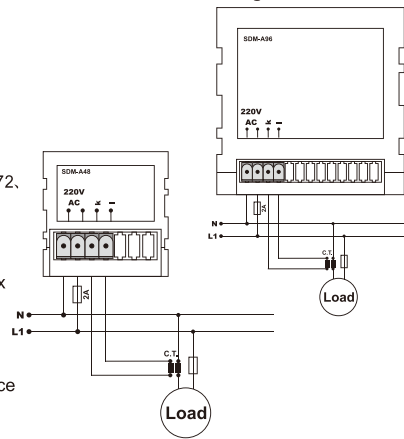 SDM-A96
220V
AC k l
N
L1
2A
C.T.
Load
72、
SDM-A48
220V
AC k l
x
N
L1
2A
C.T.
ce
Load